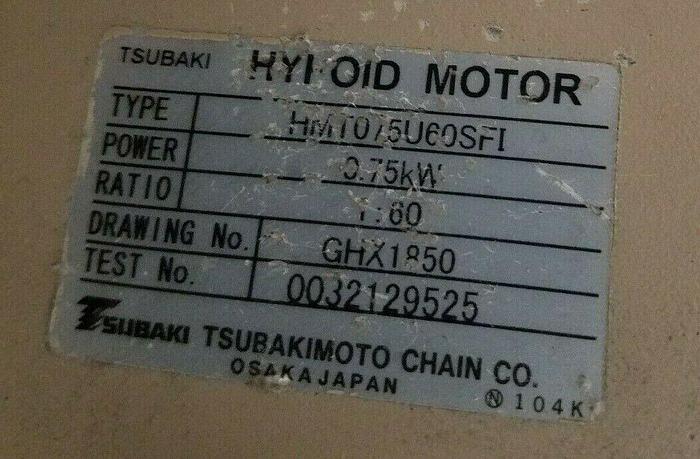 TSUBAKI HYPOID MOTOR
TYPE HMT075U60SFI
POWER 0.75kW
RATIO 1:60
DRAWING No. GHX1850
TEST No. 0032129525
TSUBAKI TSUBAKIMOTO CHAIN CO.
OSAKA JAPAN
Ⓝ 104K